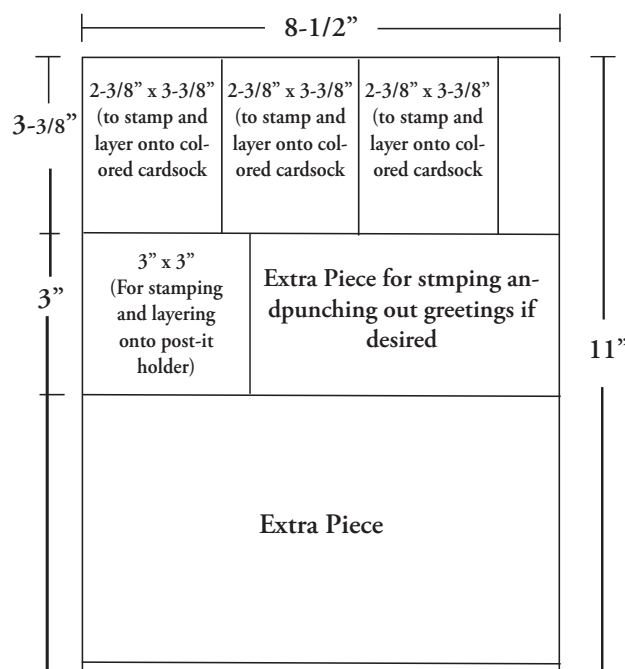 8-1/2”
2-3/8” x 3-3/8”
(to stamp and
layer onto col-
ored cardsock
2-3/8” x 3-3/8”
(to stamp and
layer onto col-
ored cardsock
2-3/8” x 3-3/8”
(to stamp and
layer onto col-
ored cardsock
3-3/8”
3” x 3”
(For stamping
and layering
onto post-it
holder)
Extra Piece for stmping an-
dpunching out greetings if
desired
3”
11”
Extra Piece